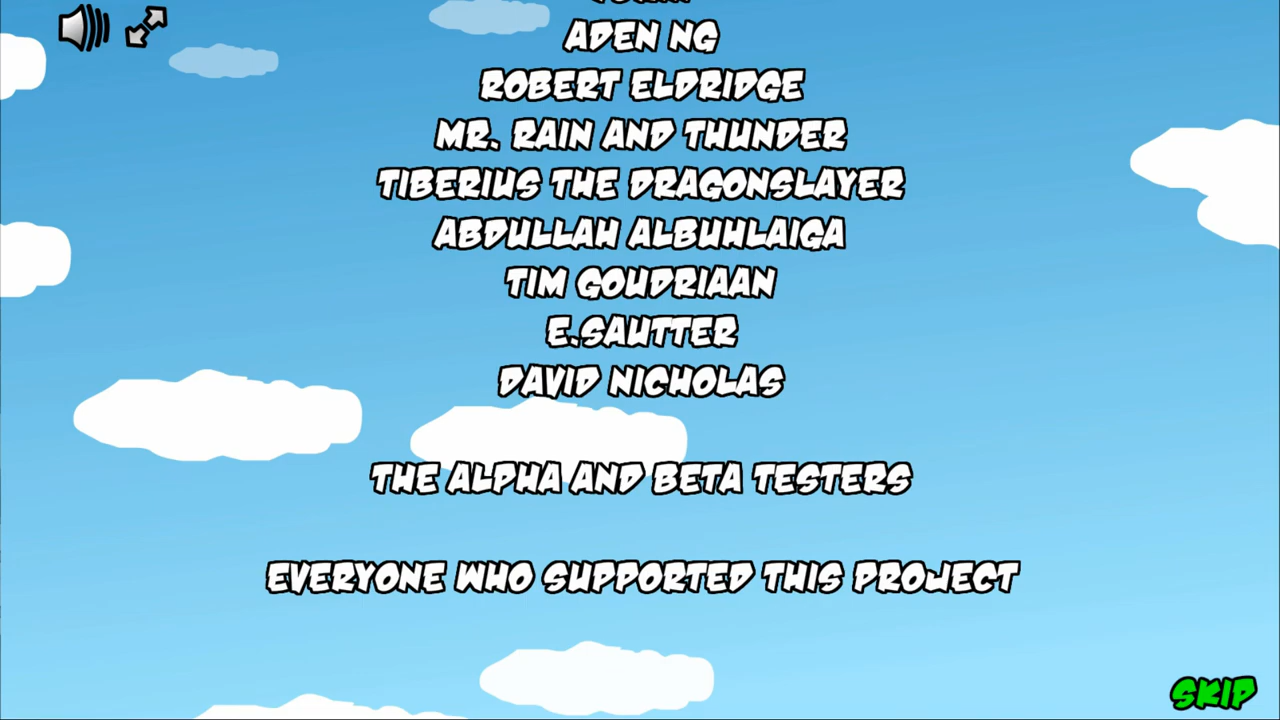 ADEN NG
ROBERT ELDRIDGE
MR. RAIN AND THUNDER
TIBERIUS THE DRAGONSLAYER
ABDULLAH ALBUHLAIGA
TIM GOUDRIAAN
E.SAUTTER
DAVID NICHOLAS
THE ALPHA AND BETA TESTERS
EVERYONE WHO SUPPORTED THIS PROJECT
SKIP